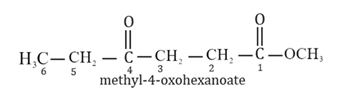 O O
H₃C—CH₂—C—CH₂—CH₂—C—OCH₃
6 5 4 3 2 1
methyl-4-oxohexanoate